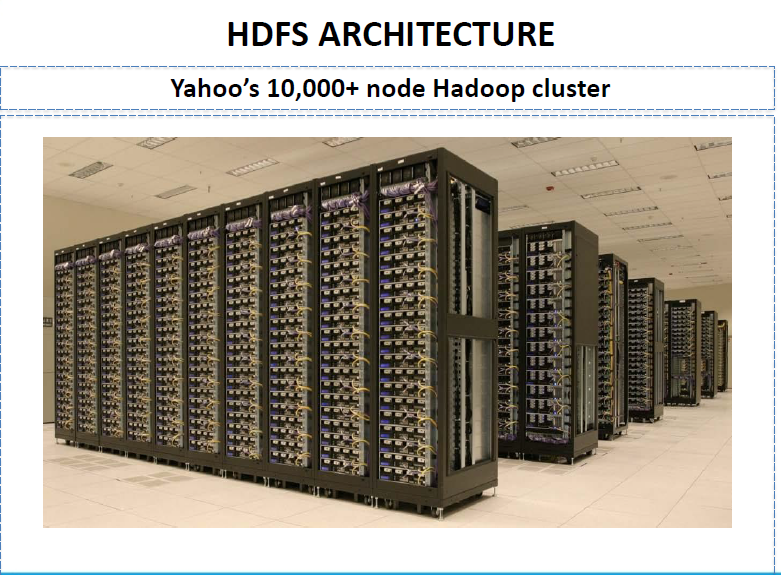 HDFS ARCHITECTURE
Yahoo’s 10,000+ node Hadoop cluster